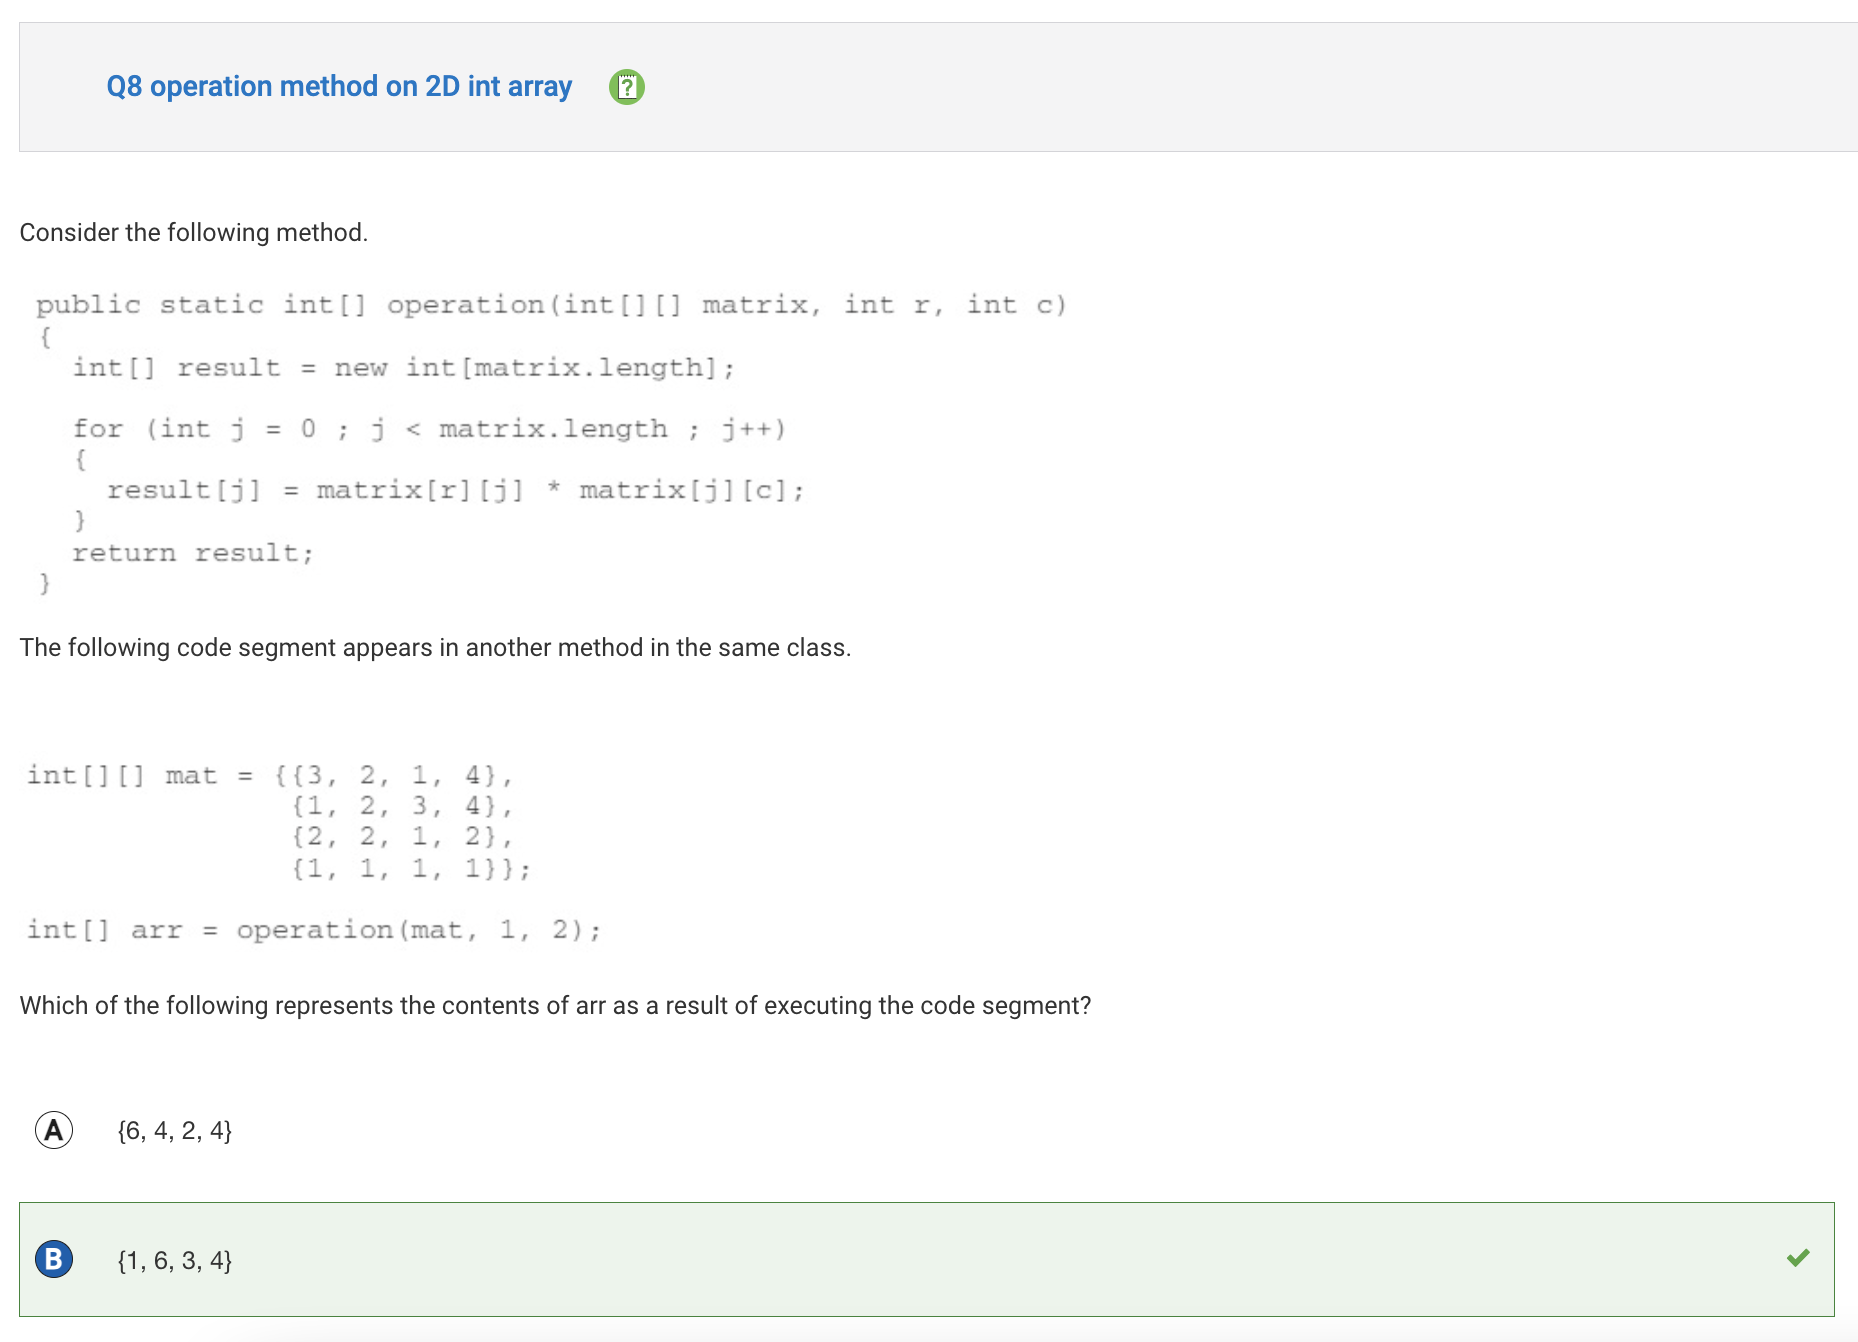 Q8 operation method on 2D int array
Consider the following method.
public static int[] operation(int[][] matrix, int r, int c)
{
int[] result = new int[matrix.length];
for (int j = 0 ; j < matrix.length ; j++)
{
result[j] = matrix[r][j] * matrix[j][c];
}
return result;
}
The following code segment appears in another method in the same class.
int[][] mat = {{3, 2, 1, 4},
{1, 2, 3, 4},
{2, 2, 1, 2},
{1, 1, 1, 1}};
int[] arr = operation(mat, 1, 2);
Which of the following represents the contents of arr as a result of executing the code segment?
A {6, 4, 2, 4}
B {1, 6, 3, 4}